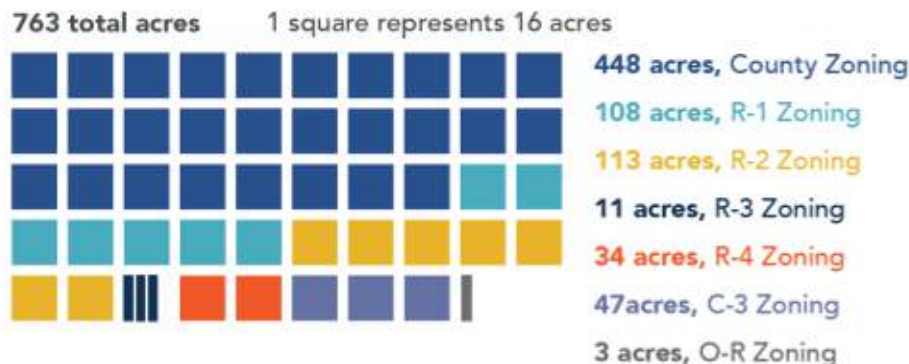 763 total acres 1 square represents 16 acres
448 acres, County Zoning
108 acres, R-1 Zoning
113 acres, R-2 Zoning
11 acres, R-3 Zoning
34 acres, R-4 Zoning
47acres, C-3 Zoning
3 acres, O-R Zoning